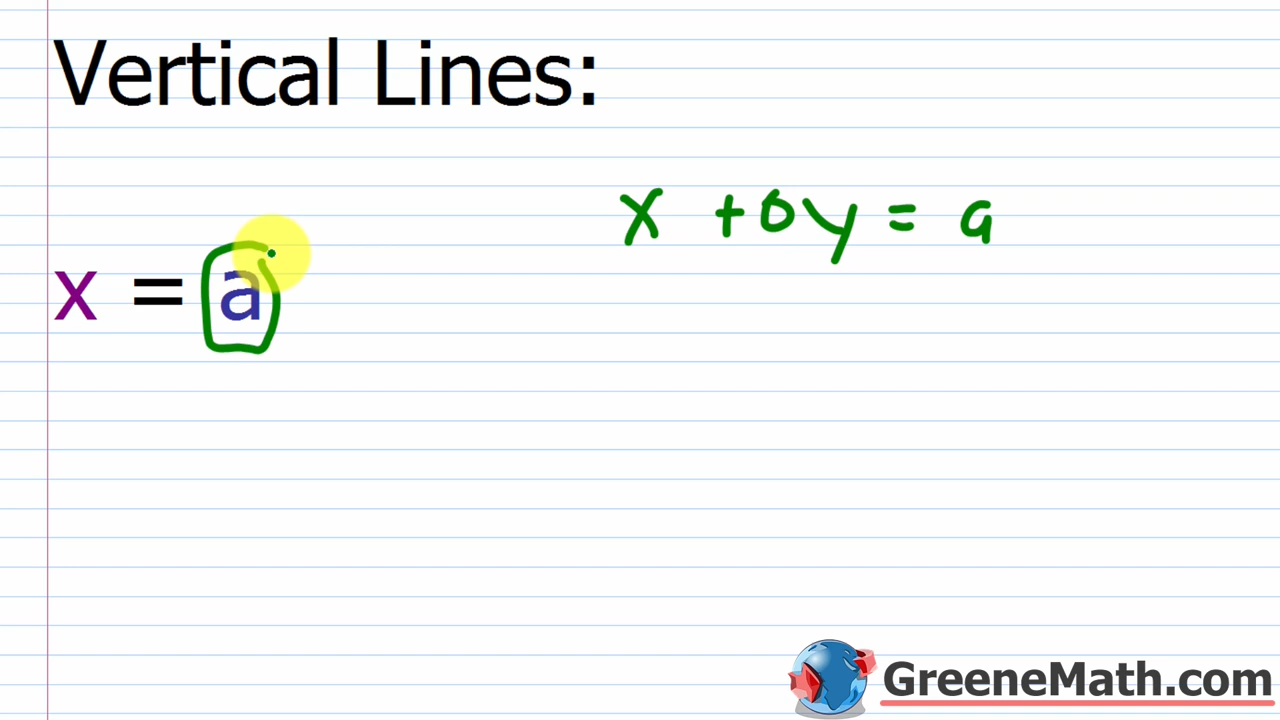 Vertical Lines:
x + 0y = a
x = a
GreeneMath.com